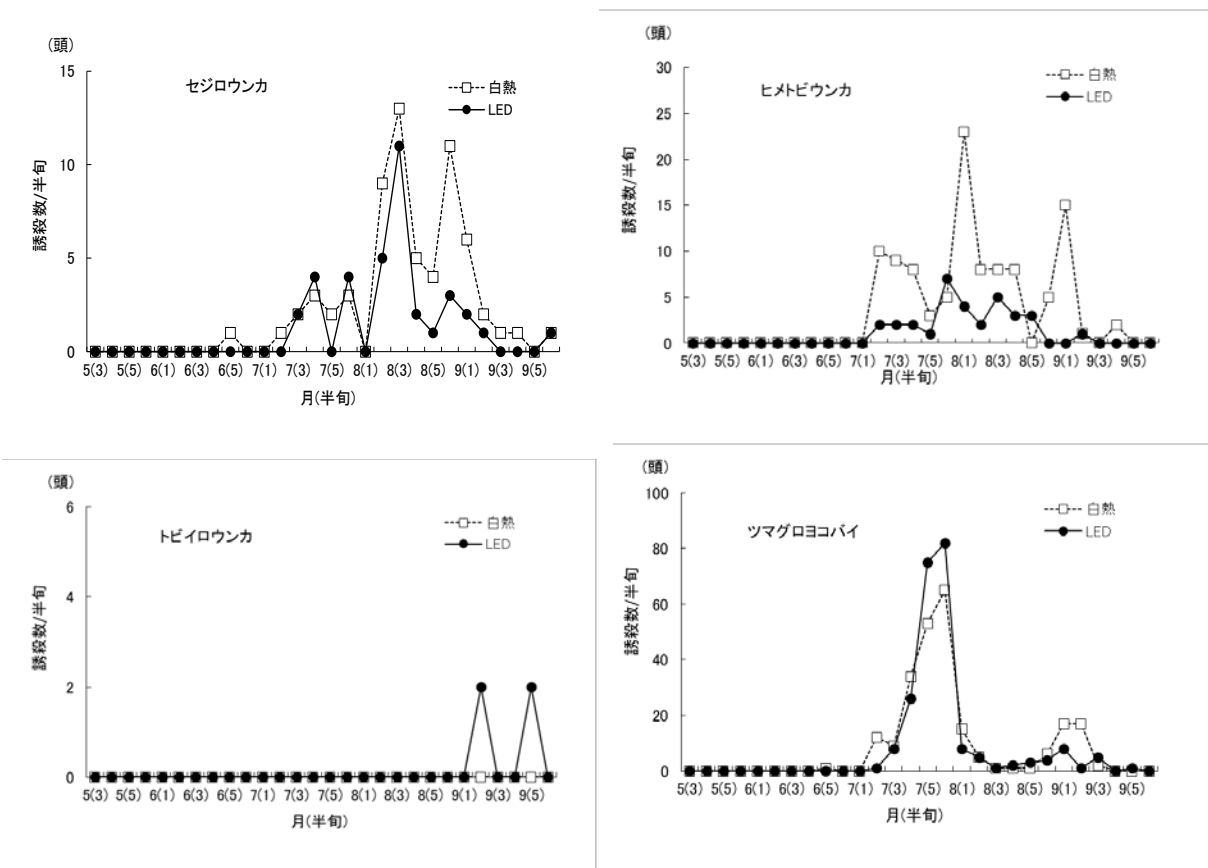 (頭)
セジロウンカ
白熱
LED
15
10
5
0
誘殺数/半旬
5(3) 5(5) 6(1) 6(3) 6(5) 7(1) 7(3) 7(5) 8(1) 8(3) 8(5) 9(1) 9(3) 9(5)
月(半旬)
(頭)
ヒメトビウンカ
白熱
LED
30
25
20
15
10
5
0
誘殺数/半旬
5(3) 5(5) 6(1) 6(3) 6(5) 7(1) 7(3) 7(5) 8(1) 8(3) 8(5) 9(1) 9(3) 9(5)
月(半旬)
(頭)
トビイロウンカ
白熱
LED
6
4
2
0
誘殺数/半旬
5(3) 5(5) 6(1) 6(3) 6(5) 7(1) 7(3) 7(5) 8(1) 8(3) 8(5) 9(1) 9(3) 9(5)
月(半旬)
(頭)
ツマグロヨコバイ
白熱
LED
100
80
60
40
20
0
誘殺数/半旬
5(3) 5(5) 6(1) 6(3) 6(5) 7(1) 7(3) 7(5) 8(1) 8(3) 8(5) 9(1) 9(3) 9(5)
月(半旬)